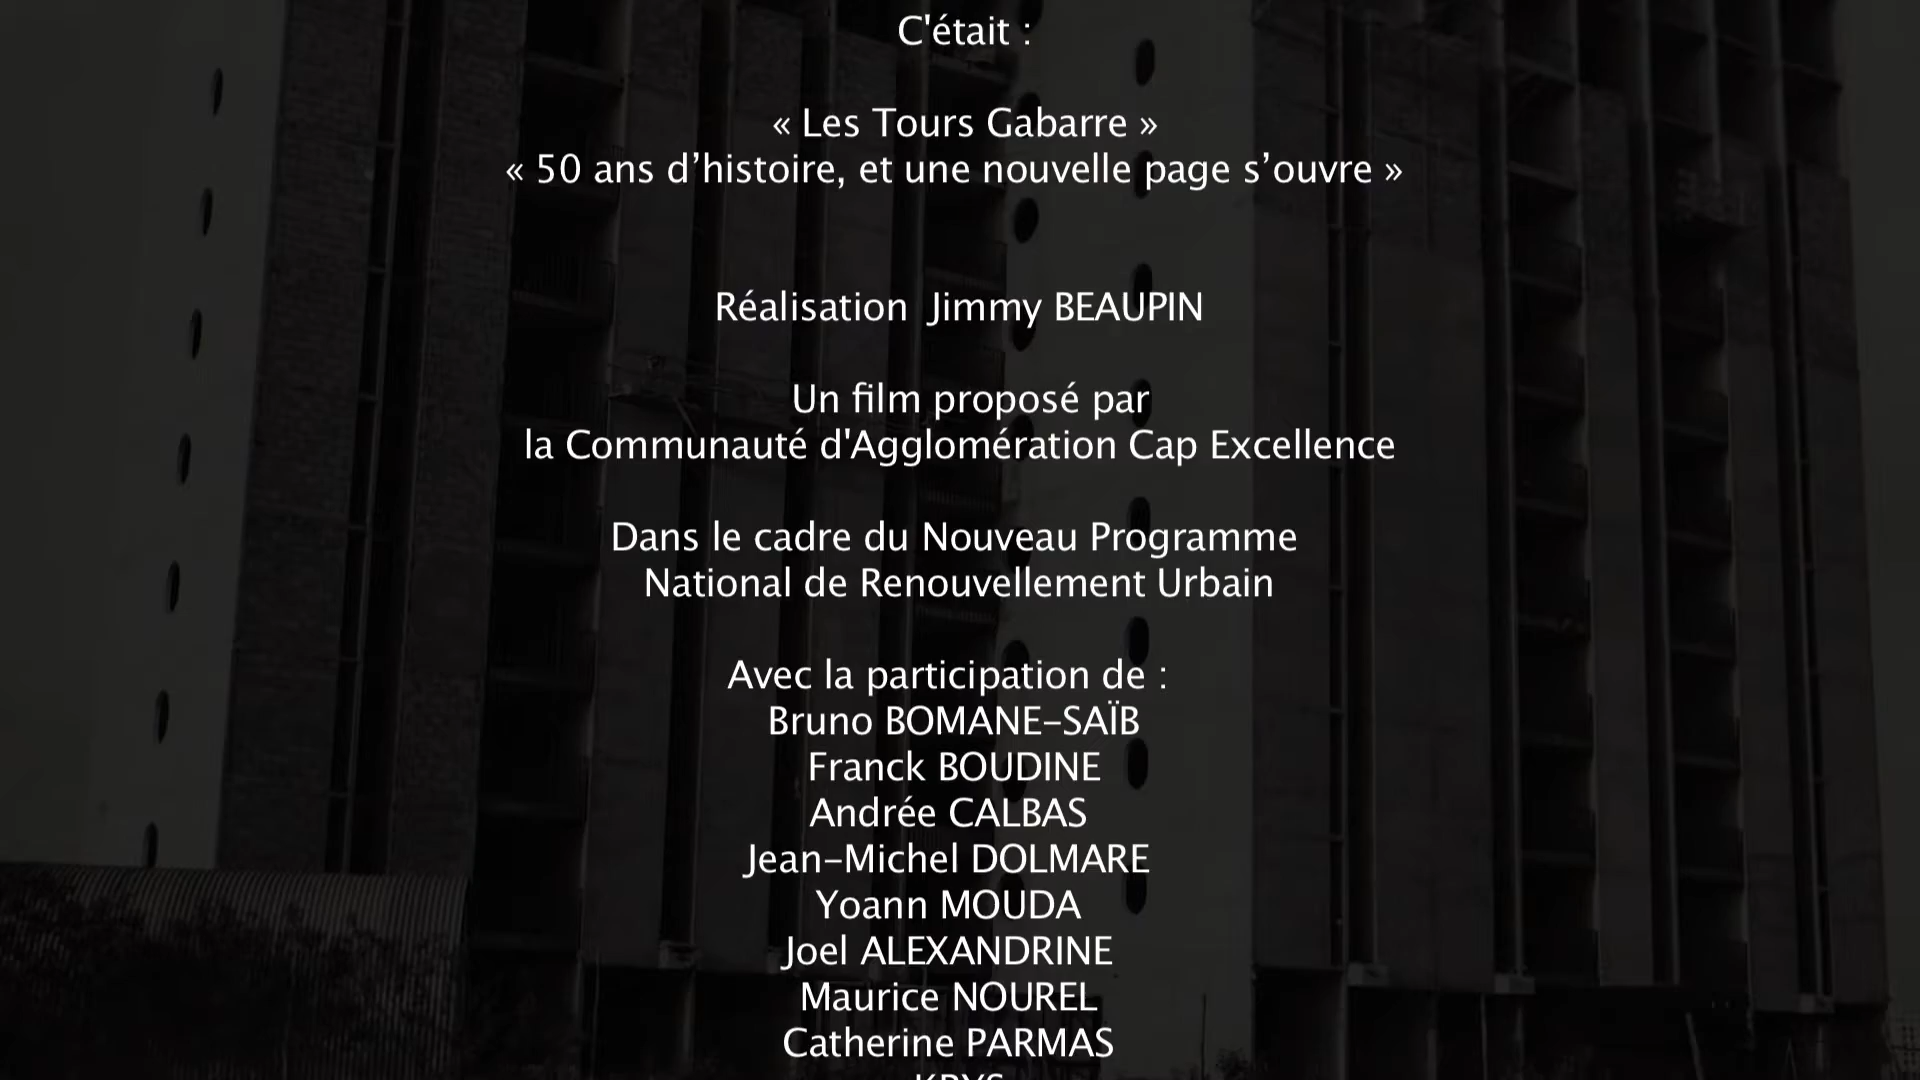 C'était :
« Les Tours Gabarre »
« 50 ans d’histoire, et une nouvelle page s’ouvre »
Réalisation  Jimmy BEAUPIN
Un film proposé par
la Communauté d'Agglomération Cap Excellence
Dans le cadre du Nouveau Programme
National de Renouvellement Urbain
Avec la participation de :
Bruno BOMANE–SAÏB
Franck BOUDINE
Andrée CALBAS
Jean–Michel DOLMARE
Yoann MOUDA
Joel ALEXANDRINE
Maurice NOUREL
Catherine PARMAS